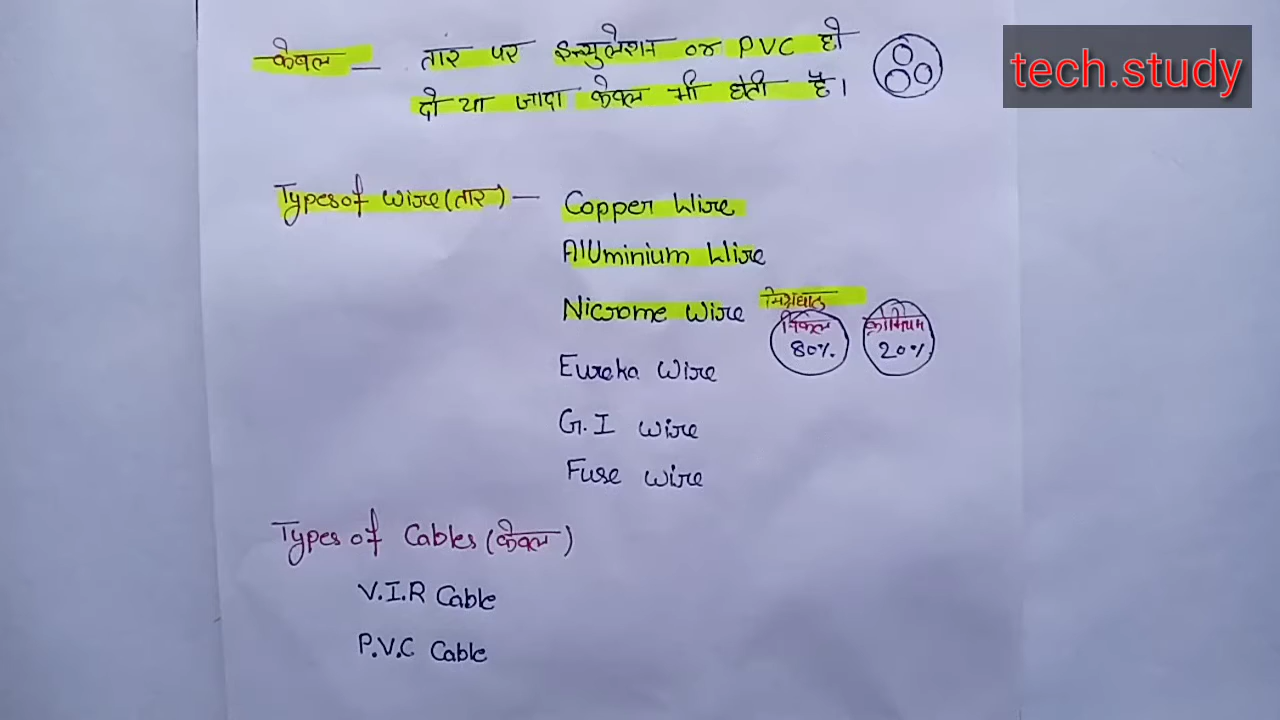 केबल — तार पर इन्सुलेशन or PVC हो
दो या जादा केबल भी होती है।
tech.study
Types of wire (तार) — Copper Wire
Aluminium Wire
Nicrome Wire मिश्रधातु
निकल 80% क्रोमियम 20%
Eureka Wire
G.I wire
Fuse wire
Types of Cables (केबल)
V.I.R Cable
P.V.C Cable